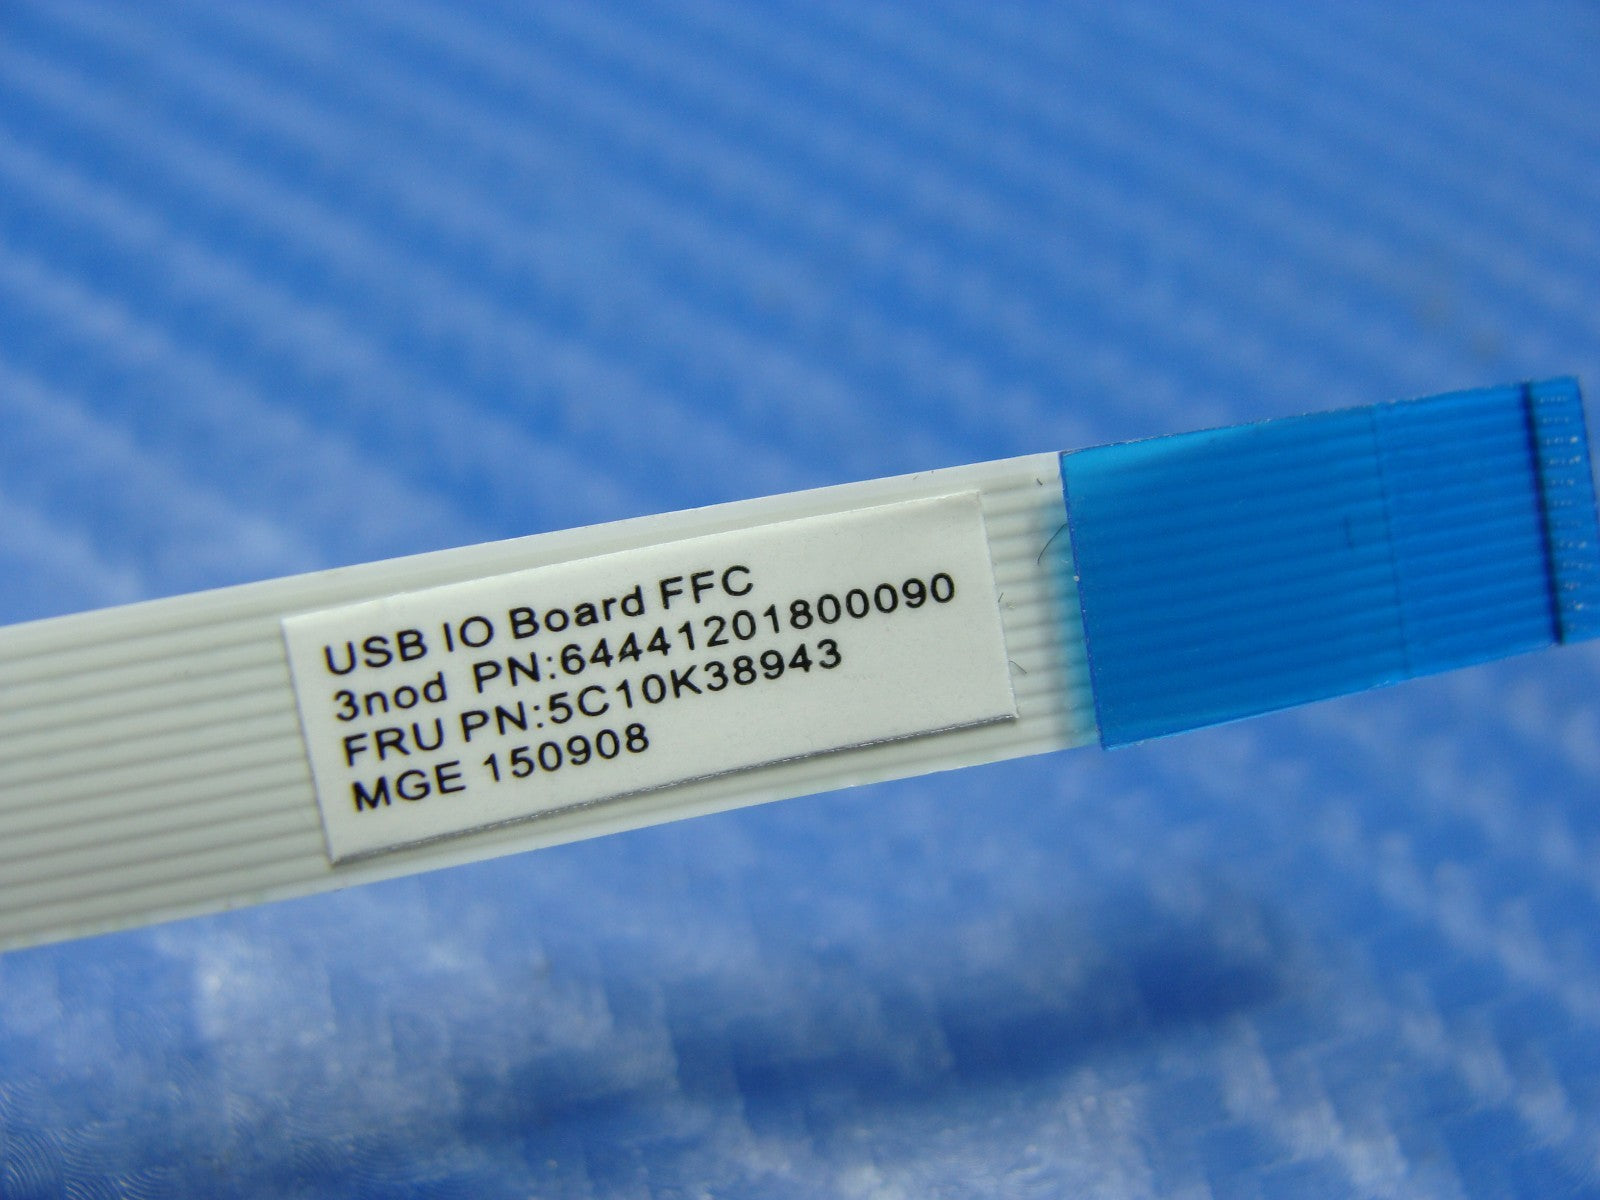 USB IO Board FFC
3nod PN:64441201800090
FRU PN:5C10K38943
MGE 150908